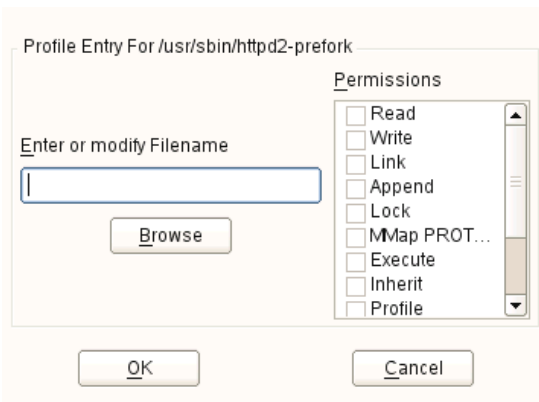 Profile Entry For /usr/sbin/httpd2-prefork
Permissions
Enter or modify Filename
Browse
Read
Write
Link
Append
Lock
MMap PROT...
Execute
Inherit
Profile
OK
Cancel